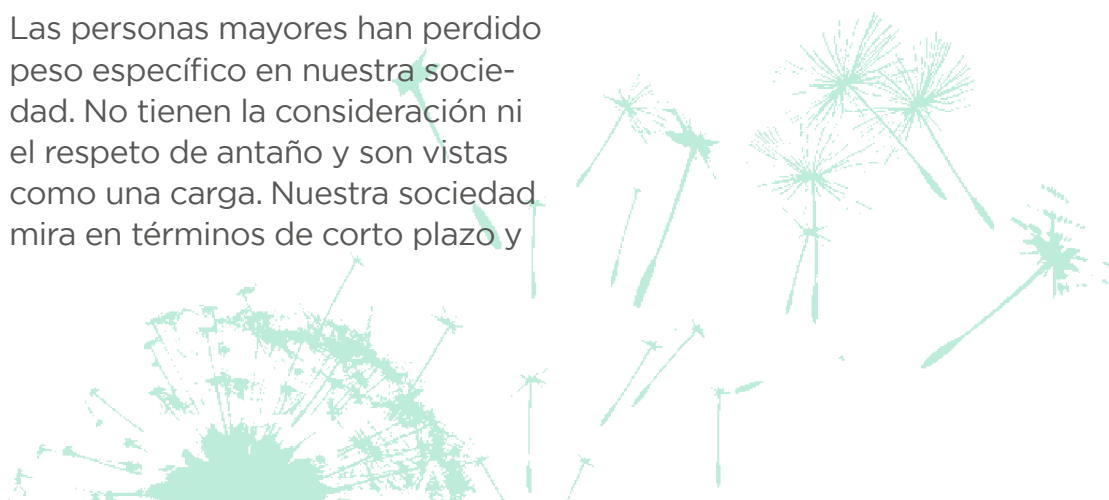 Las personas mayores han perdido
peso específico en nuestra socie-
dad. No tienen la consideración ni
el respeto de antaño y son vistas
como una carga. Nuestra sociedad
mira en términos de corto plazo y